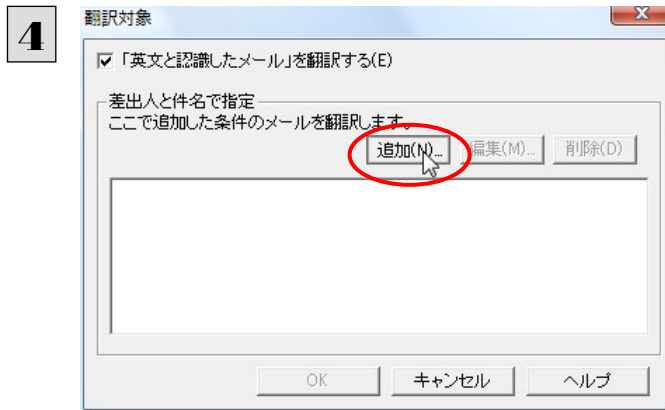 4
翻訳対象
「英文と認識したメール」を翻訳する(E)
差出人と件名で指定
ここで追加した条件のメールを翻訳します。
追加(N)... 編集(M)... 削除(D)
OK キャンセル ヘルプ